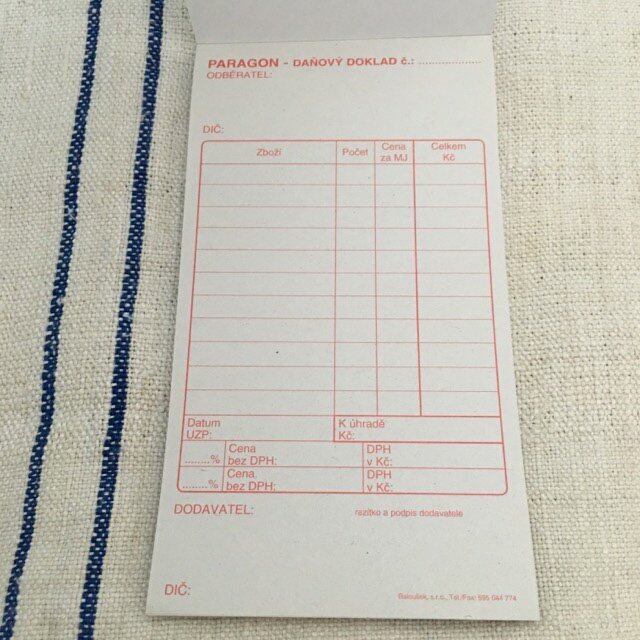 PARAGON - DAŇOVÝ DOKLAD č.: ..................
ODBĚRATEL:
DIČ:
Zboží Počet Cena za MJ Celkem Kč
Datum UZP: K úhradě Kč:
........% Cena bez DPH: DPH v Kč:
........% Cena bez DPH: DPH v Kč:
DODAVATEL: razítko a podpis dodavatele
DIČ:
Baloušek, s.r.o., Tel./Fax: 595 044 774